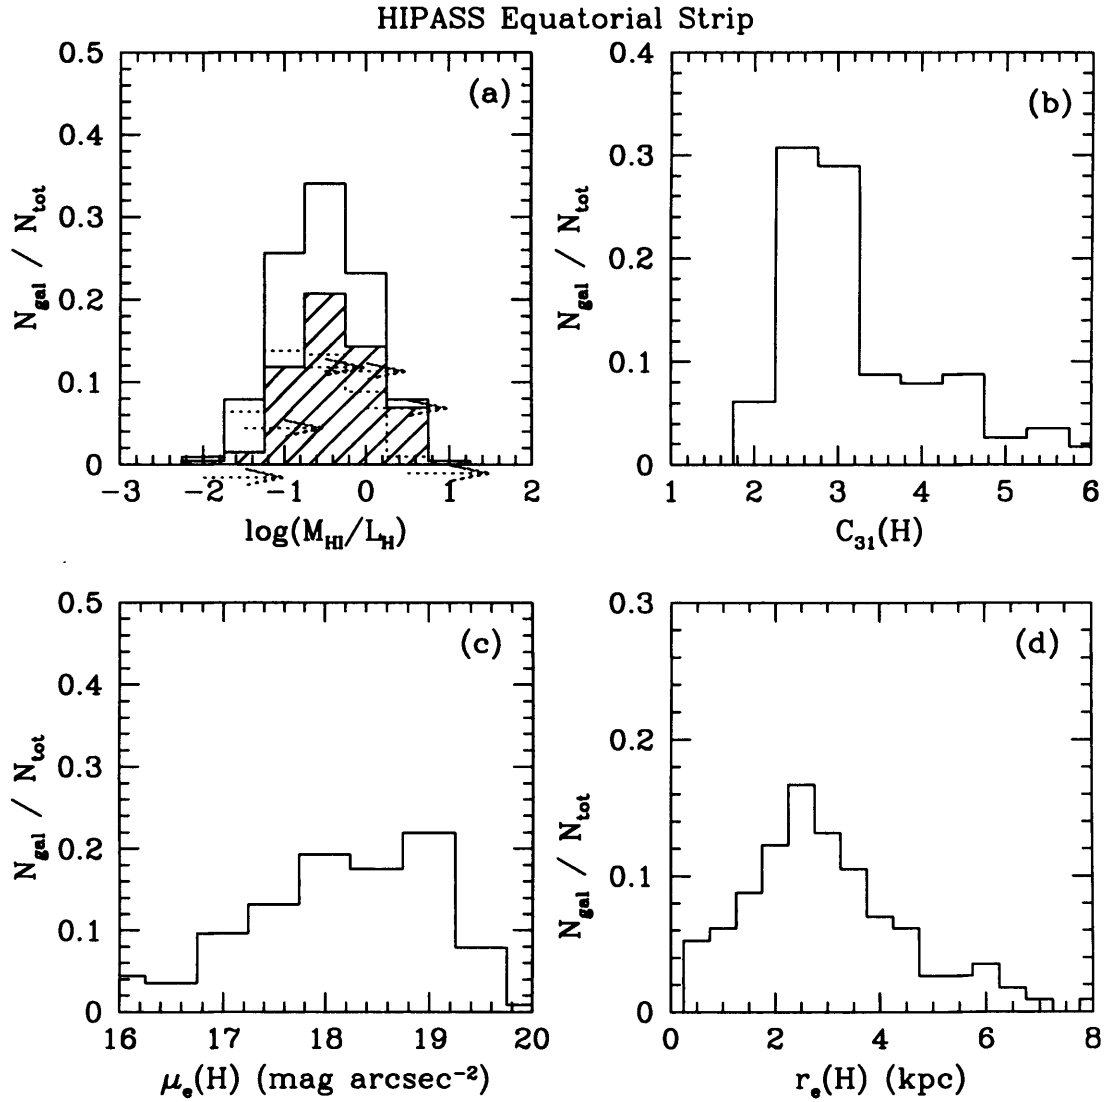 HIPASS Equatorial Strip
(a)
0.5
0.4
0.3
0.2
0.1
0
N_gal / N_tot
−3 −2 −1 0 1 2
log(M_HI/L_H)
(b)
0.4
0.3
0.2
0.1
0
N_gal / N_tot
1 2 3 4 5 6
C_31(H)
(c)
0.5
0.4
0.3
0.2
0.1
0
N_gal / N_tot
16 17 18 19 20
μ_e(H) (mag arcsec⁻²)
(d)
0.3
0.2
0.1
0
N_gal / N_tot
0 2 4 6 8
r_e(H) (kpc)